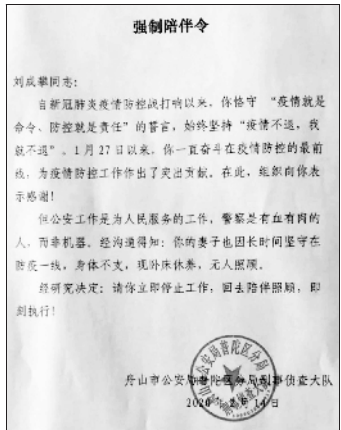 强制陪伴令
刘成攀同志:
自新冠肺炎疫情防控战打响以来，你恪守“疫情就是
命令、防控就是责任”的誓言，始终坚持“疫情不退，我
就不退”。1月27日以来，你一直奋斗在疫情防控的最前
线，为疫情防控工作作出了突出贡献。在此，组织向你表
示感谢!
但公安工作是为人民服务的工作，警察是有血有肉的
人，而非机器。经沟通得知：你的妻子也因长时间坚守在
防疫一线，身体不支，现卧床休养，无人照顾。
经研究决定：请你立即停止工作，回去陪伴照顾，即
刻执行!
舟山市公安局普陀区分局刑事侦查大队
2020 2月14日